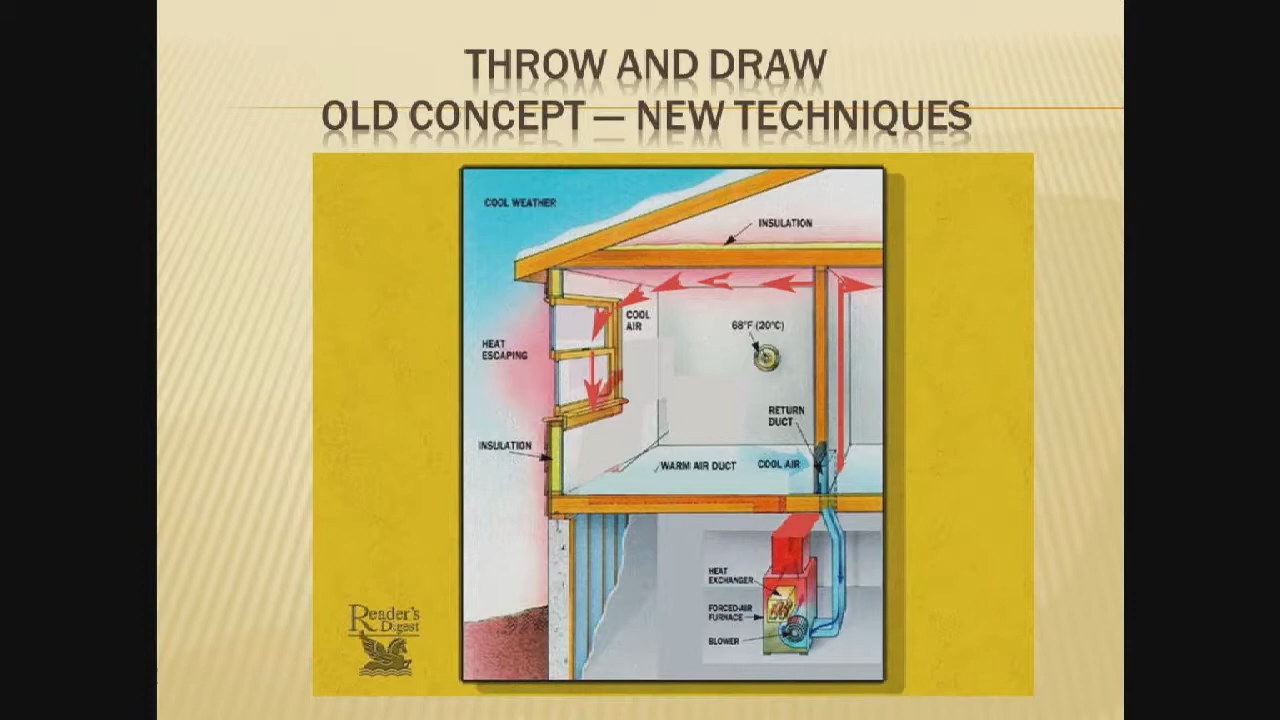 THROW AND DRAW
OLD CONCEPT — NEW TECHNIQUES
COOL WEATHER
INSULATION
COOL
AIR
68°F (20°C)
HEAT
ESCAPING
RETURN
DUCT
INSULATION
WARM AIR DUCT
COOL AIR
HEAT
EXCHANGER
FORCED-AIR
FURNACE
BLOWER
Reader's
Digest